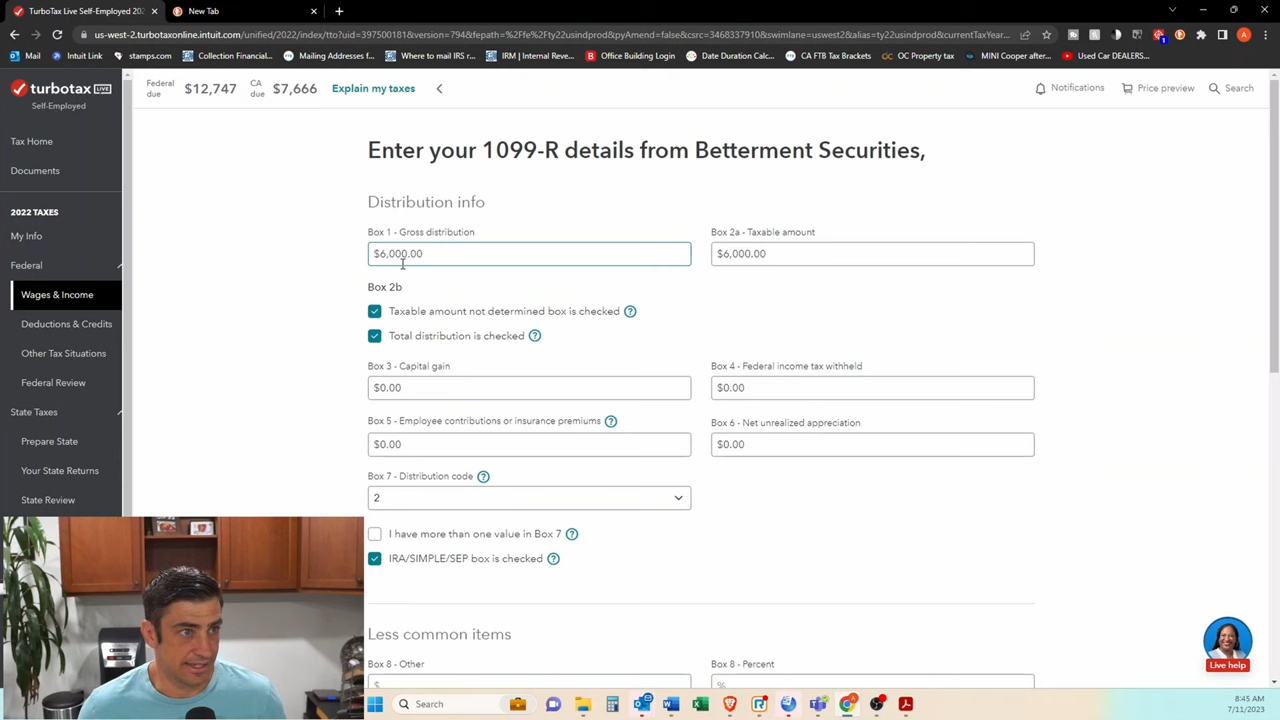 TurboTax Live Self-Employed 2022
New Tab
us-west-2.turbotaxonline.intuit.com/unified/2022/index/tto?uid=397500181&version=794&fepath=%2Ffe%2Fty22usindprod&pyAmend=false&csrc=3468337910&swimlane=us-west-2&alias=ty22usindprod&currentTaxYear...
Mail
Intuit Link
stamps.com
Collection Financial...
Mailing Addresses f...
Where to mail IRS r...
IRM | Internal Reve...
Office Building Login
Date Duration Calc...
CA FTB Tax Brackets
OC Property tax
MINI Cooper after...
Used Car DEALERS...
turbotax LIVE
Self-Employed
Federal due $12,747
CA due $7,666
Explain my taxes
Notifications
Price preview
Search
Tax Home
Documents
2022 TAXES
My Info
Federal
Wages & Income
Deductions & Credits
Other Tax Situations
Federal Review
State Taxes
Prepare State
Your State Returns
State Review
Enter your 1099-R details from Betterment Securities,
Distribution info
Box 1 - Gross distribution
$6,000.00
Box 2a - Taxable amount
$6,000.00
Box 2b
Taxable amount not determined box is checked
Total distribution is checked
Box 3 - Capital gain
$0.00
Box 4 - Federal income tax withheld
$0.00
Box 5 - Employee contributions or insurance premiums
$0.00
Box 6 - Net unrealized appreciation
$0.00
Box 7 - Distribution code
2
I have more than one value in Box 7
IRA/SIMPLE/SEP box is checked
Less common items
Box 8 - Other
$
Box 8 - Percent
%
Live help
Search
8:45 AM
7/11/2023